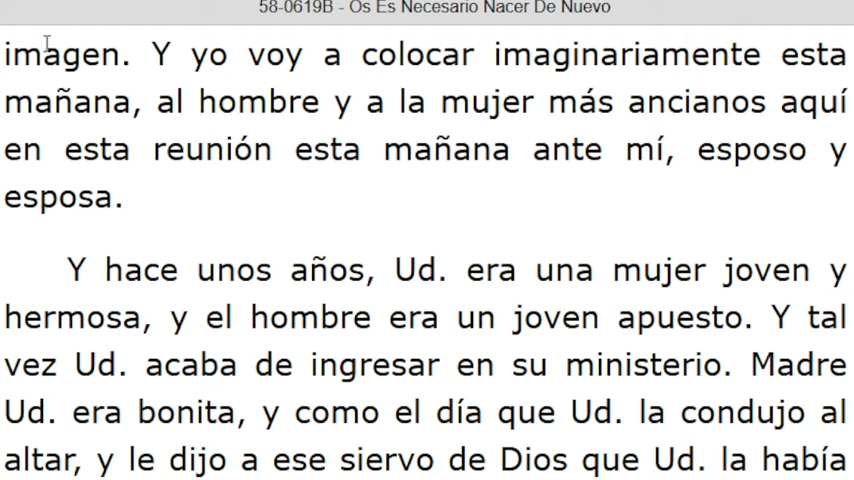 58-0619B - Os Es Necesario Nacer De Nuevo
imagen. Y yo voy a colocar imaginariamente esta
mañana, al hombre y a la mujer más ancianos aquí
en esta reunión esta mañana ante mí, esposo y
esposa.
Y hace unos años, Ud. era una mujer joven y
hermosa, y el hombre era un joven apuesto. Y tal
vez Ud. acaba de ingresar en su ministerio. Madre
Ud. era bonita, y como el día que Ud. la condujo al
altar, y le dijo a ese siervo de Dios que Ud. la había